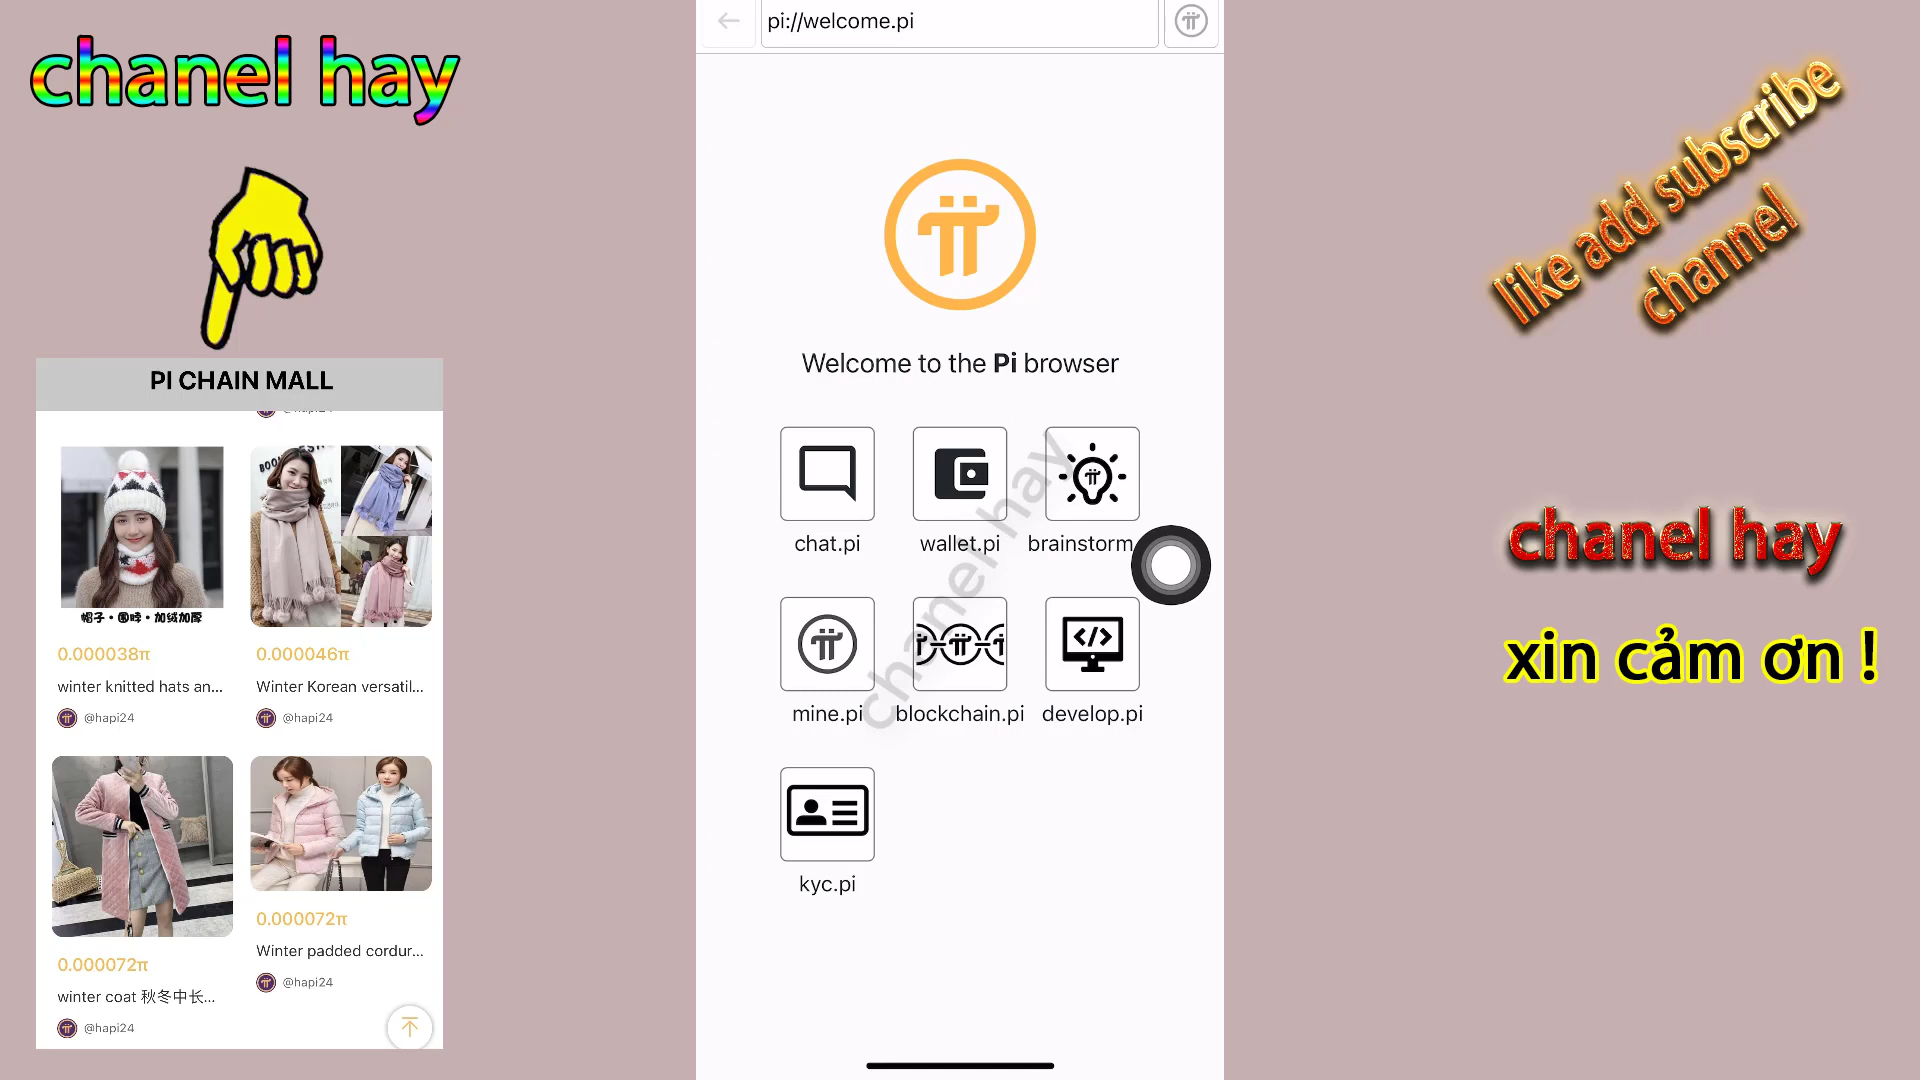 chanel hay
PI CHAIN MALL
帽子·围脖·加绒加厚
0.000038π
winter knitted hats an...
@hapi24
0.000046π
Winter Korean versatil...
@hapi24
0.000072π
winter coat 秋冬中长...
@hapi24
0.000072π
Winter padded cordur...
@hapi24
pi://welcome.pi
Welcome to the Pi browser
chat.pi
wallet.pi
brainstorm
mine.pi
blockchain.pi
develop.pi
kyc.pi
chanel hay
like add subscribe
channel
chanel hay
xin cảm ơn !